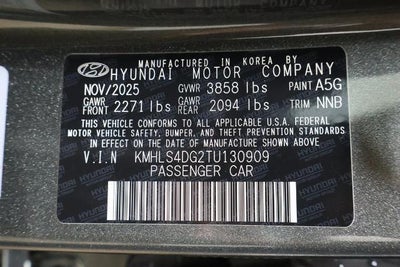 MANUFACTURED IN KOREA BY
HYUNDAI MOTOR COMPANY
NOV/2025 GVWR 3858 lbs PAINT A5G
GAWR FRONT 2271 lbs GAWR REAR 2094 lbs TRIM NNB
THIS VEHICLE CONFORMS TO ALL APPLICABLE U.S.A. FEDERAL
MOTOR VEHICLE SAFETY, BUMPER, AND THEFT PREVENTION STANDARDS
IN EFFECT ON THE DATE OF MANUFACTURE SHOWN ABOVE
V.I.N KMHLS4DG2TU130909
PASSENGER CAR